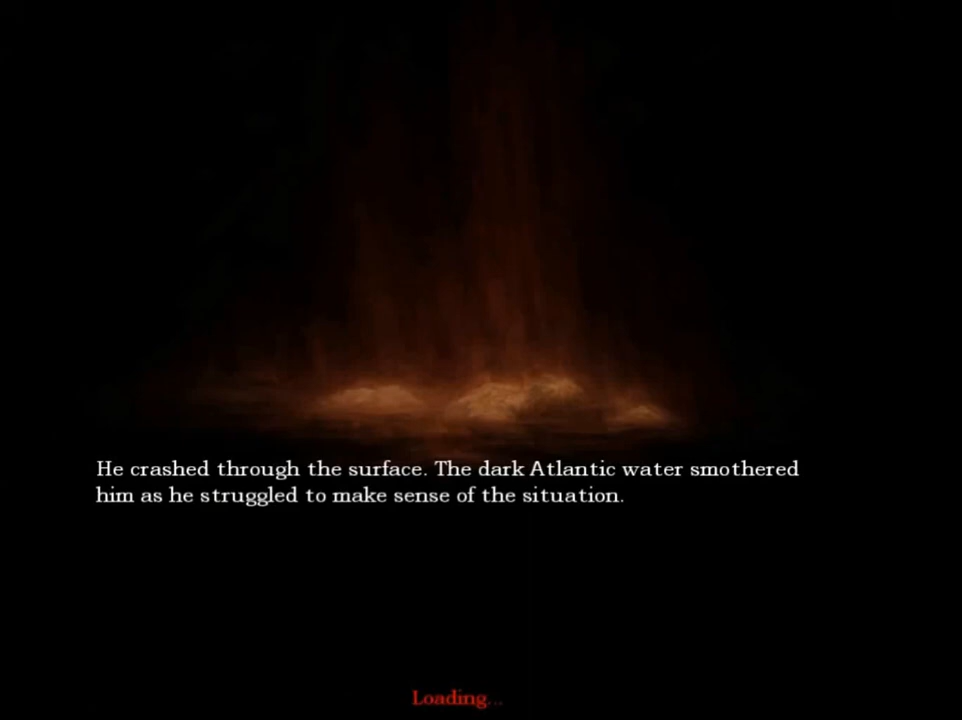 He crashed through the surface. The dark Atlantic water smothered
him as he struggled to make sense of the situation.
Loading...